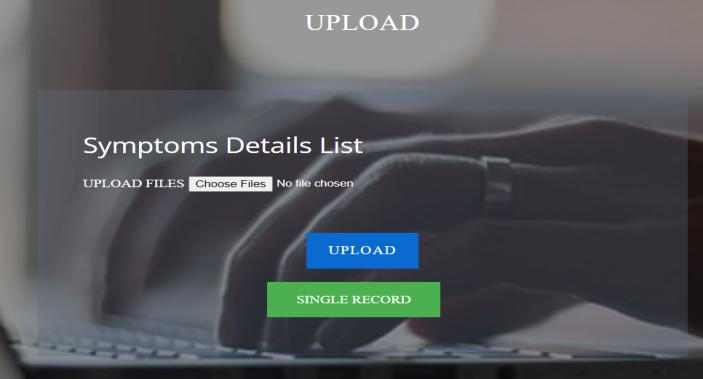 UPLOAD
Symptoms Details List
UPLOAD FILES Choose Files No file chosen
UPLOAD
SINGLE RECORD